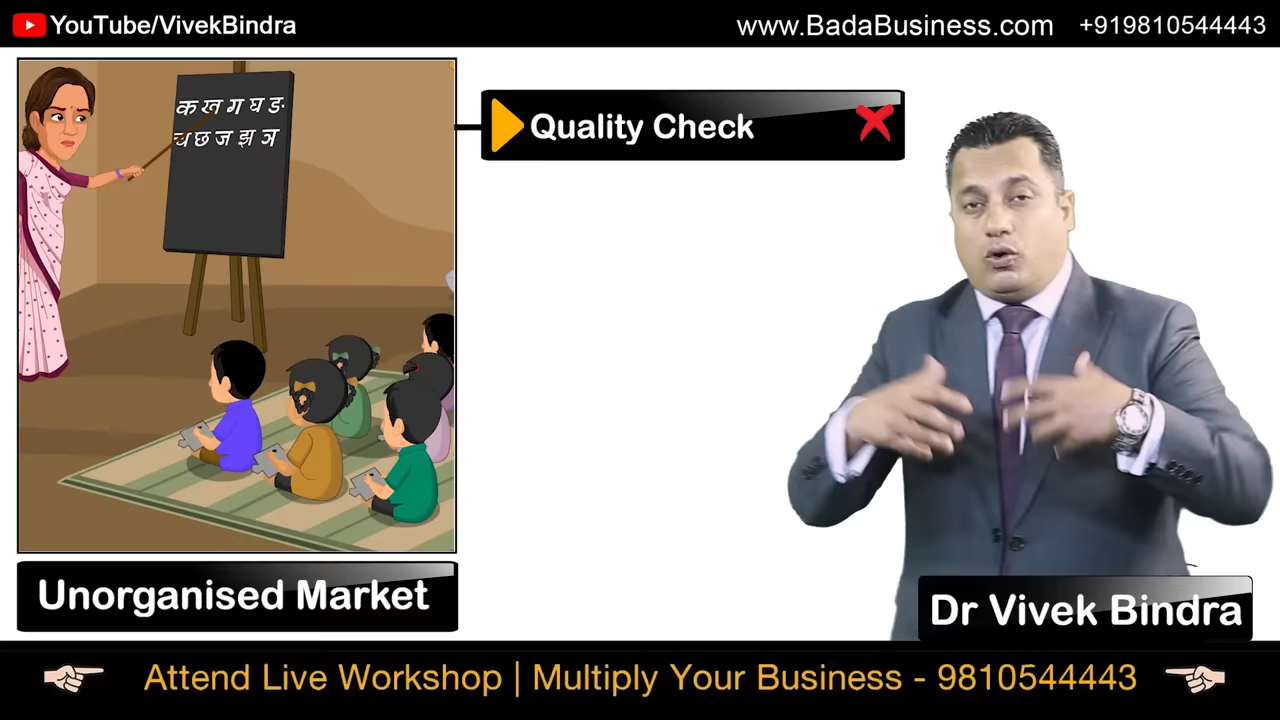 YouTube/VivekBindra
www.BadaBusiness.com +919810544443
क ख ग घ ङ
च छ ज झ ञ
Quality Check
Unorganised Market
Dr Vivek Bindra
Attend Live Workshop | Multiply Your Business - 9810544443